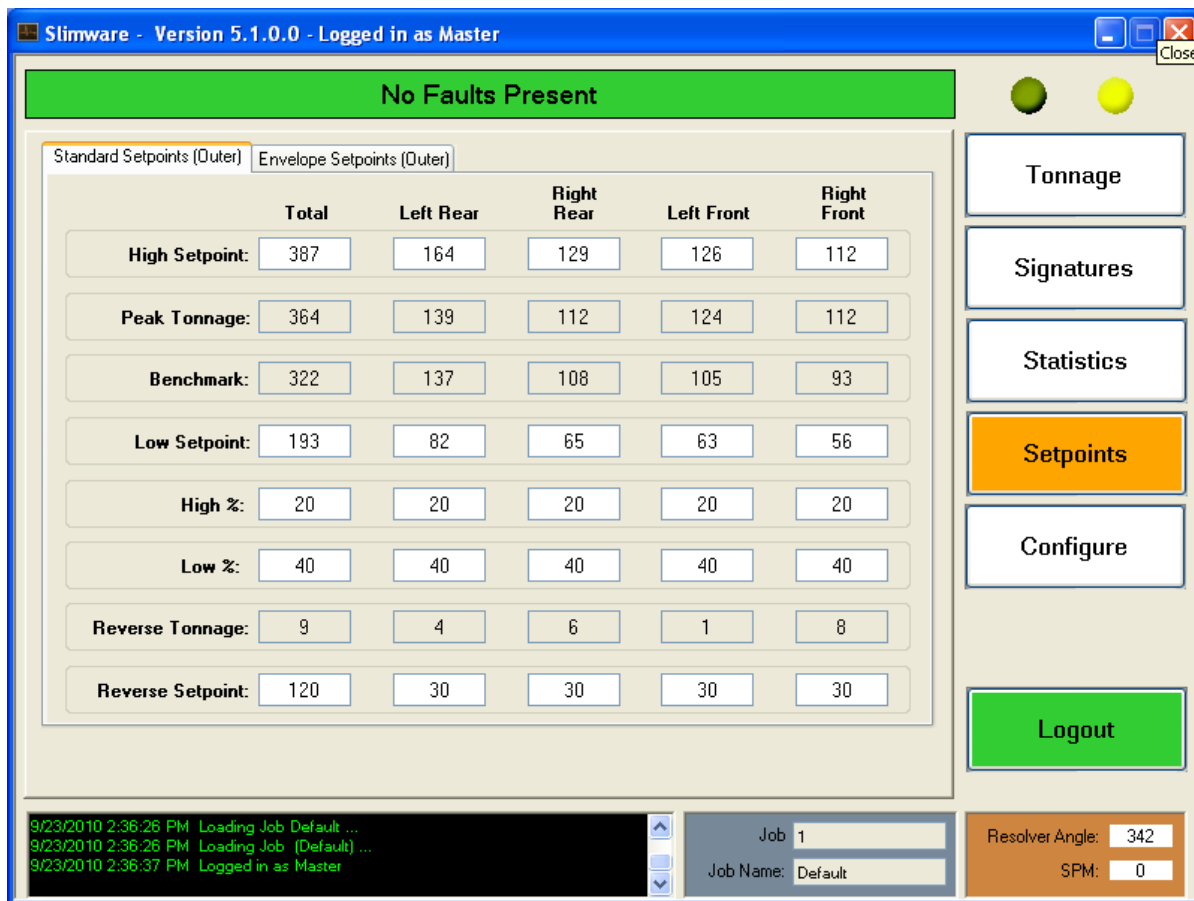 Slimware - Version 5.1.0.0 - Logged in as Master
Close
No Faults Present
Standard Setpoints (Outer) Envelope Setpoints (Outer)
Total Left Rear Right Rear Left Front Right Front
High Setpoint: 387 164 129 126 112
Peak Tonnage: 364 139 112 124 112
Benchmark: 322 137 108 105 93
Low Setpoint: 193 82 65 63 56
High %: 20 20 20 20 20
Low %: 40 40 40 40 40
Reverse Tonnage: 9 4 6 1 8
Reverse Setpoint: 120 30 30 30 30
Tonnage
Signatures
Statistics
Setpoints
Configure
Logout
9/23/2010 2:36:26 PM Loading Job Default ...
9/23/2010 2:36:26 PM Loading Job (Default) ...
9/23/2010 2:36:37 PM Logged in as Master
Job 1
Job Name: Default
Resolver Angle: 342
SPM: 0